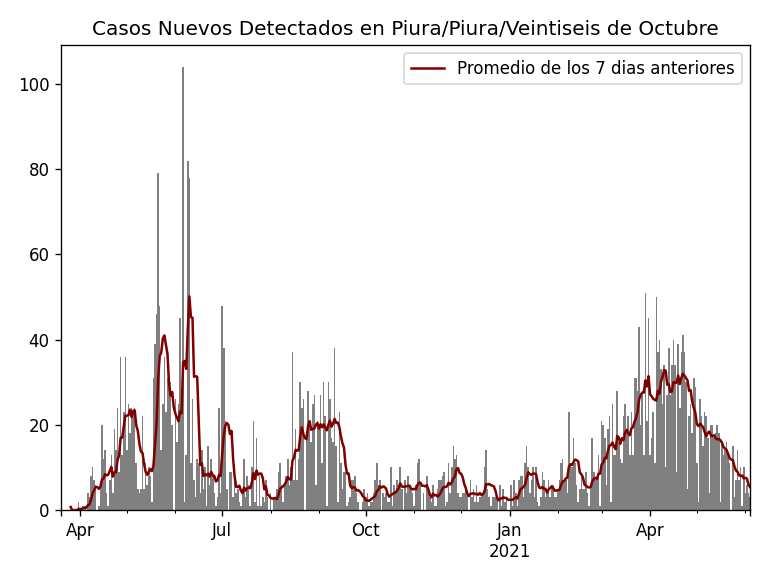 Casos Nuevos Detectados en Piura/Piura/Veintiseis de Octubre
Promedio de los 7 dias anteriores
100
80
60
40
20
0
Apr Jul Oct Jan Apr
2021